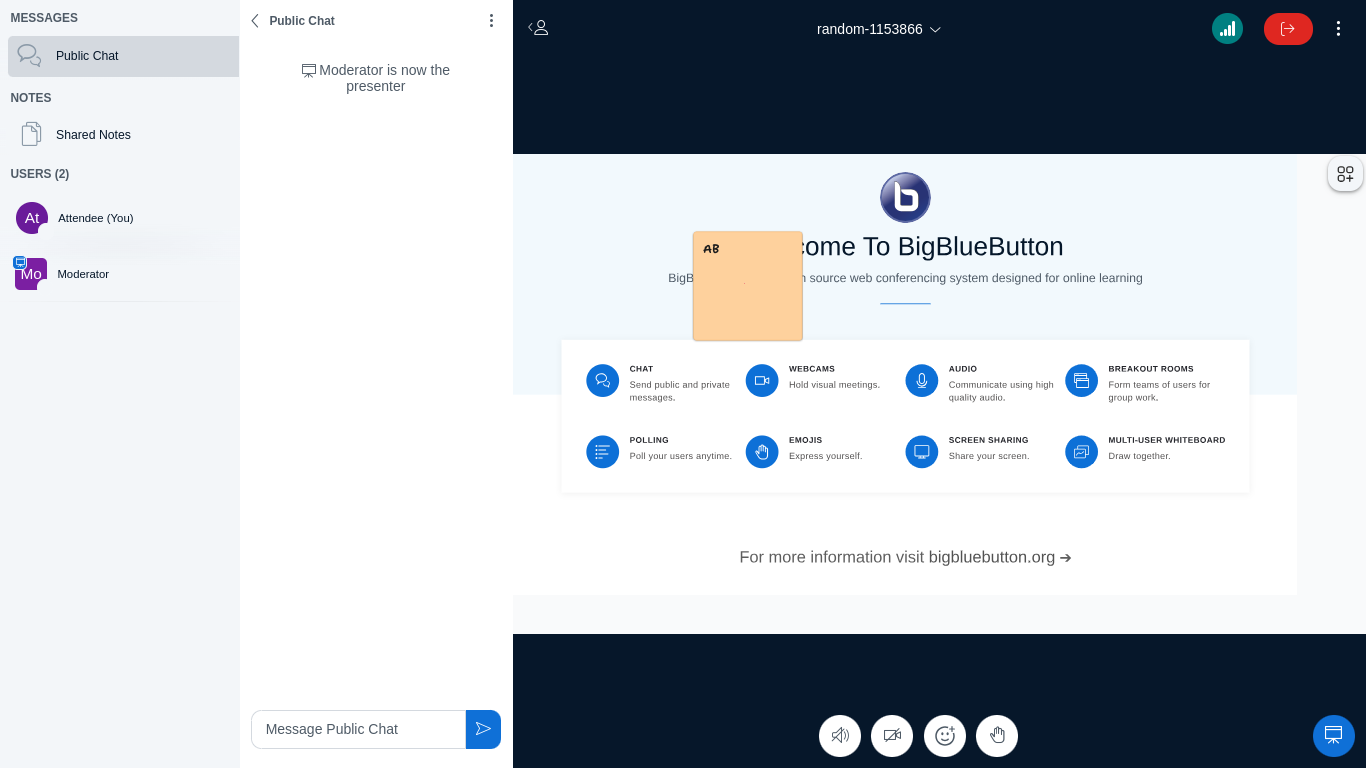 MESSAGES
Public Chat
NOTES
Shared Notes
USERS (2)
At
Attendee (You)
Mo
Moderator
Public Chat
Moderator is now the
presenter
Message Public Chat
random-1153866
b
AB
come To BigBlueButton
BigB
source web conferencing system designed for online learning
CHAT
Send public and private
messages.
WEBCAMS
Hold visual meetings.
AUDIO
Communicate using high
quality audio.
BREAKOUT ROOMS
Form teams of users for
group work.
POLLING
Poll your users anytime.
EMOJIS
Express yourself.
SCREEN SHARING
Share your screen.
MULTI-USER WHITEBOARD
Draw together.
For more information visit bigbluebutton.org ➔